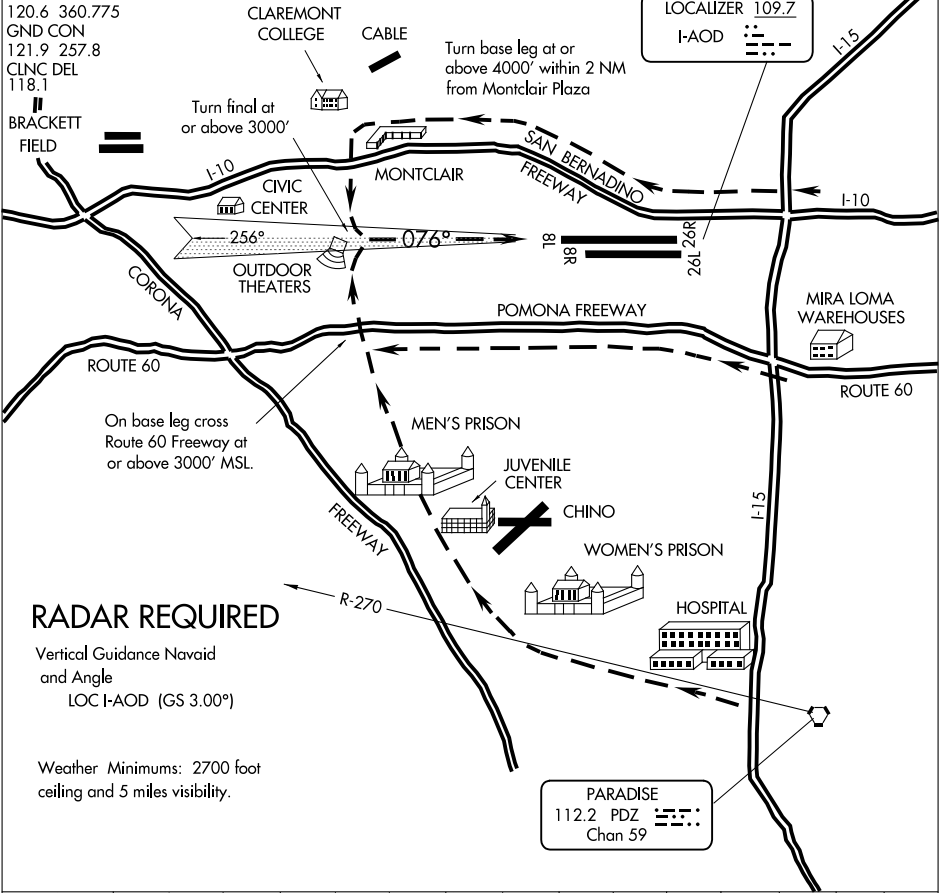 120.6 360.775
GND CON
121.9 257.8
CLNC DEL
118.1
BRACKETT
FIELD
CLAREMONT
COLLEGE
CABLE
LOCALIZER 109.7
I-AOD
I-15
Turn base leg at or
above 4000' within 2 NM
from Montclair Plaza
Turn final at
or above 3000'
I-10
MONTCLAIR
SAN BERNADINO
FREEWAY
I-10
CIVIC
CENTER
256°
076°
8L
8R
26R
26L
OUTDOOR
THEATERS
CORONA
POMONA FREEWAY
MIRA LOMA
WAREHOUSES
ROUTE 60
ROUTE 60
On base leg cross
Route 60 Freeway at
or above 3000' MSL.
MEN'S PRISON
JUVENILE
CENTER
CHINO
I-15
FREEWAY
WOMEN'S PRISON
R-270
HOSPITAL
RADAR REQUIRED
Vertical Guidance Navaid
and Angle
LOC I-AOD (GS 3.00°)
Weather Minimums: 2700 foot
ceiling and 5 miles visibility.
PARADISE
112.2 PDZ
Chan 59